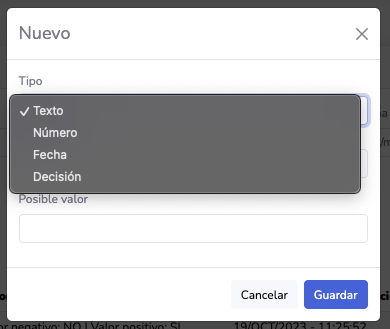 Nuevo
Tipo
✓ Texto
Número
Fecha
Decisión
Posible valor
Cancelar
Guardar
or negativo: NO | Valor positivo: SI
19/OCT/2023 - 11:25:52